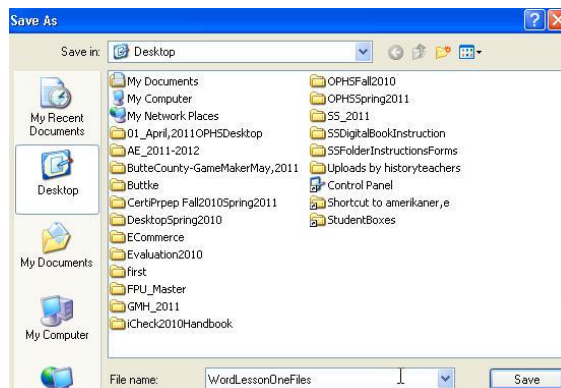 Save As
Save in:
Desktop
My Recent
Documents
Desktop
My Documents
My Computer
My Documents
My Computer
My Network Places
01_April,2011OPHSDesktop
AE_2011-2012
ButteCounty-GameMakerMay,2011
Buttke
CertiPrpep Fall2010Spring2011
DesktopSpring2010
ECommerce
Evaluation2010
first
FPU_Master
GMH_2011
iCheck2010Handbook
OPHSFall2010
OPHSSpring2011
SS_2011
SSDigitalBookInstruction
SSFolderInstructionsForms
Uploads by historyteachers
Control Panel
Shortcut to amerikaner,e
StudentBoxes
File name:
WordLessonOneFiles
Save